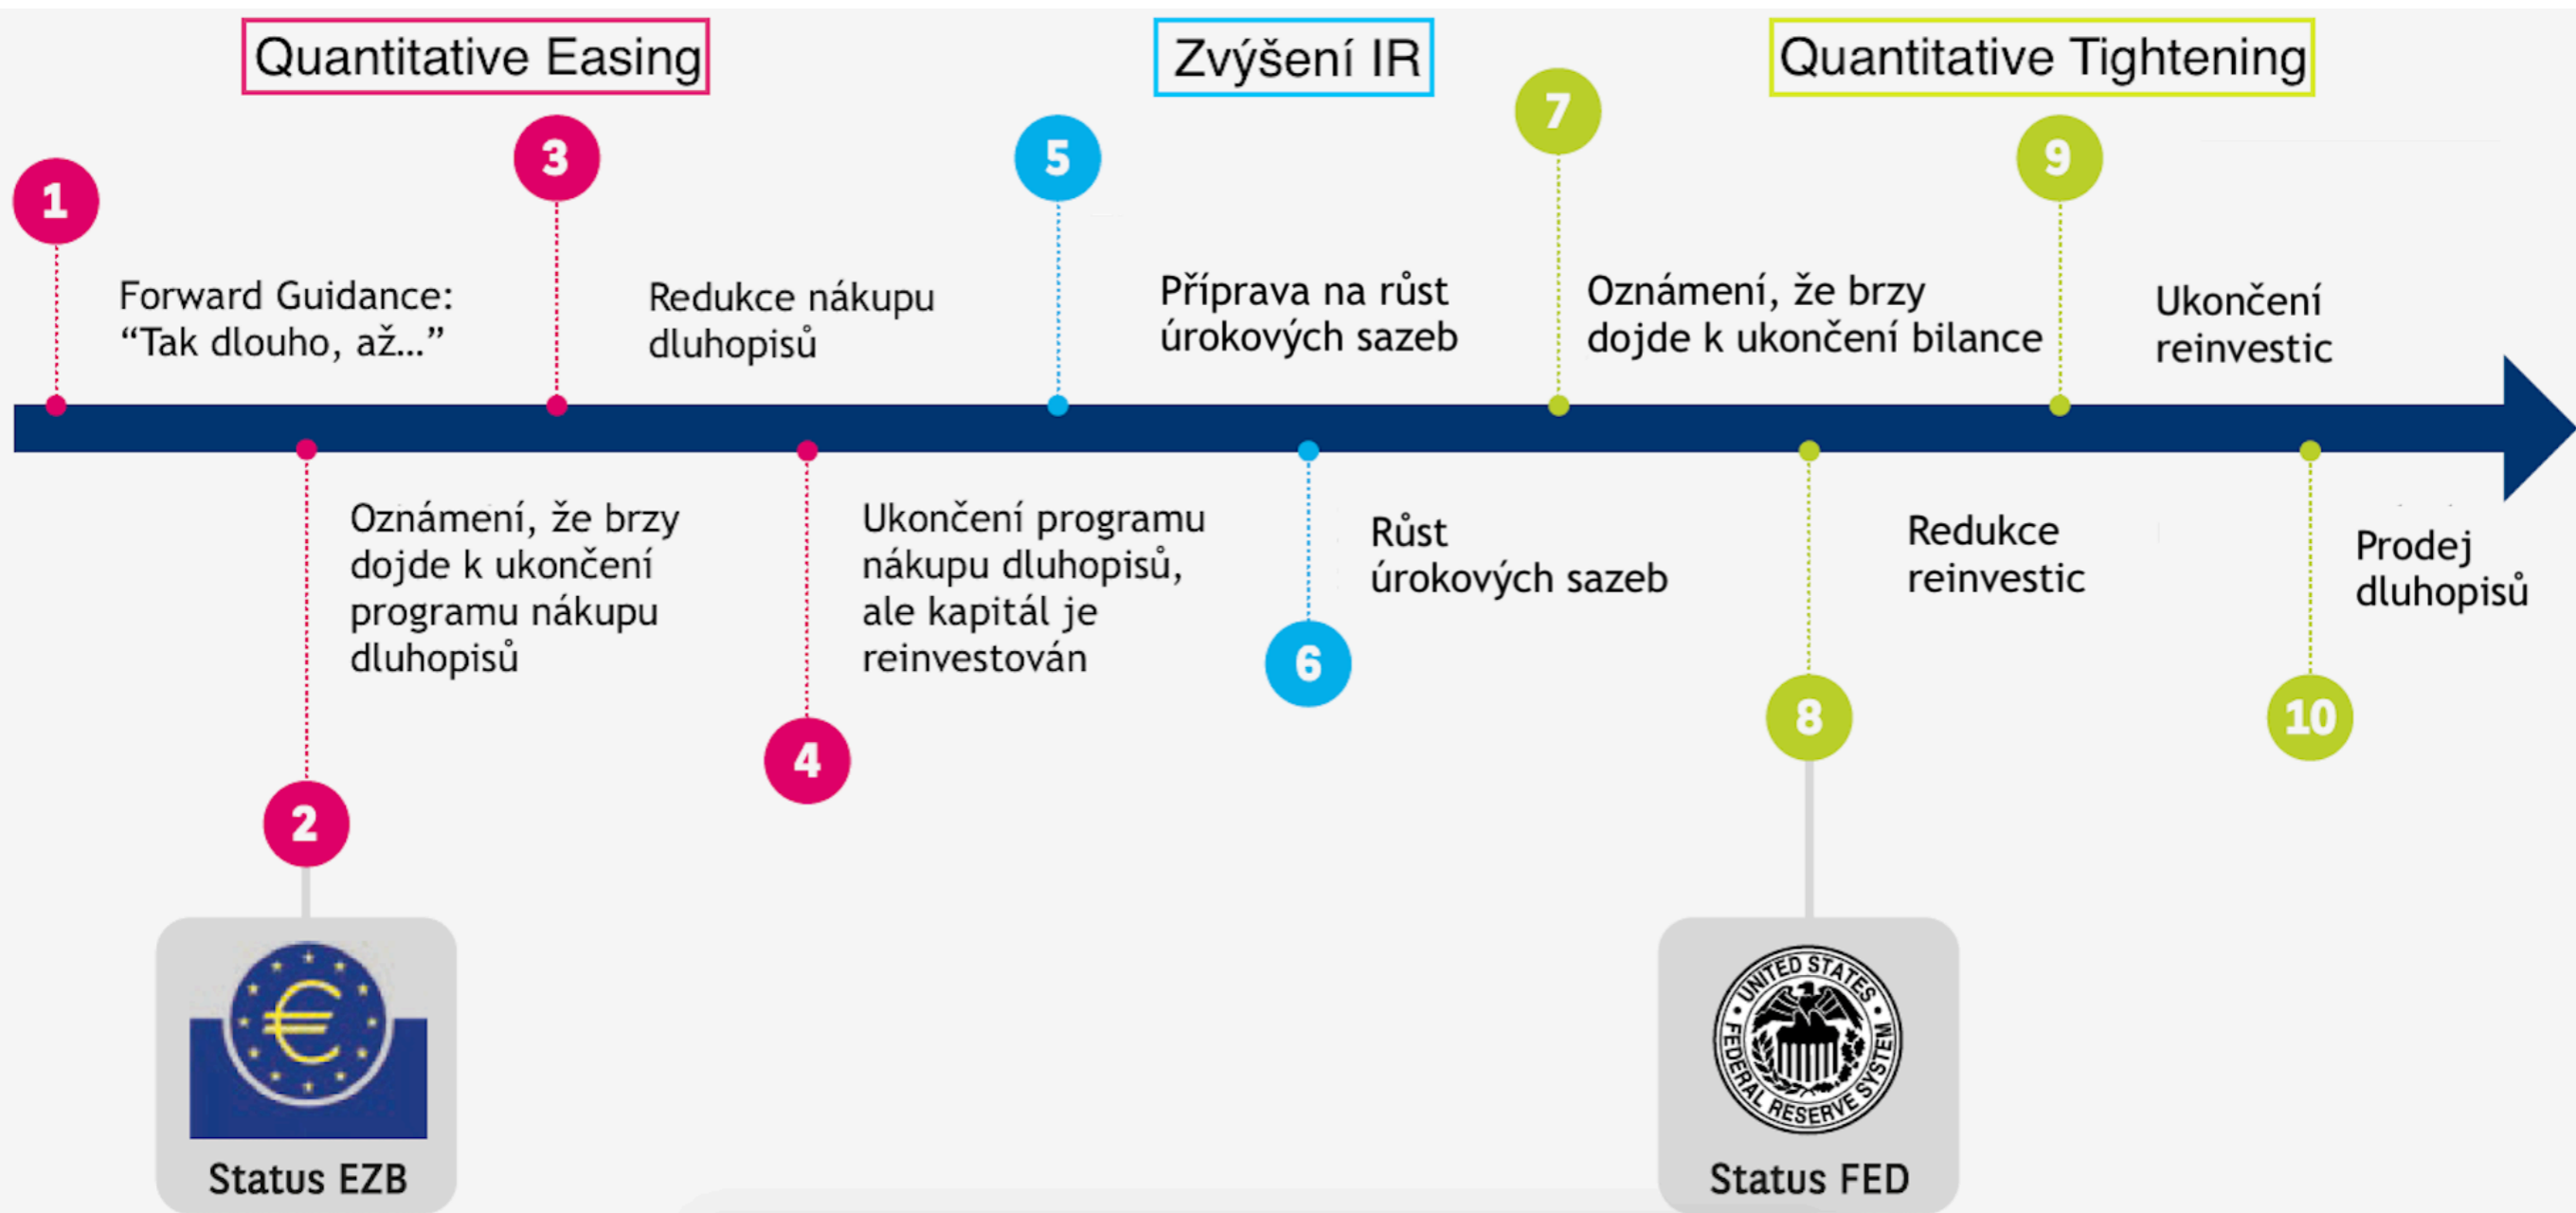 Quantitative Easing
Zvýšení IR
Quantitative Tightening
1
3
5
7
9
Forward Guidance:
“Tak dlouho, až…”
Redukce nákupu
dluhopisů
Příprava na růst
úrokových sazeb
Oznámení, že brzy
dojde k ukončení bilance
Ukončení
reinvestic
Oznámení, že brzy
dojde k ukončení
programu nákupu
dluhopisů
Ukončení programu
nákupu dluhopisů,
ale kapitál je
reinvestován
Růst
úrokových sazeb
Redukce
reinvestic
Prodej
dluhopisů
2
4
6
8
10
€
Status EZB
UNITED STATES
FEDERAL RESERVE SYSTEM
Status FED